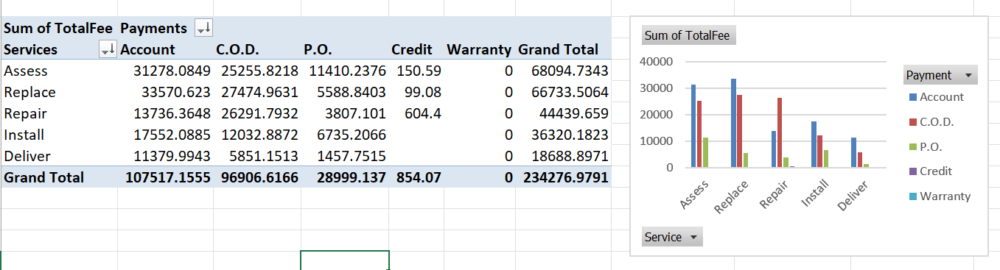 Sum of TotalFee Payments
Services Account C.O.D. P.O. Credit Warranty Grand Total
Assess 31278.0849 25255.8218 11410.2376 150.59 0 68094.7343
Replace 33570.623 27474.9631 5588.8403 99.08 0 66733.5064
Repair 13736.3648 26291.7932 3807.101 604.4 0 44439.659
Install 17552.0885 12032.8872 6735.2066 0 36320.1823
Deliver 11379.9943 5851.1513 1457.7515 0 18688.8971
Grand Total 107517.1555 96906.6166 28999.137 854.07 0 234276.9791
Sum of TotalFee
40000
30000
20000
10000
0
Assess Replace Repair Install Deliver
Payment
Account
C.O.D.
P.O.
Credit
Warranty
Service